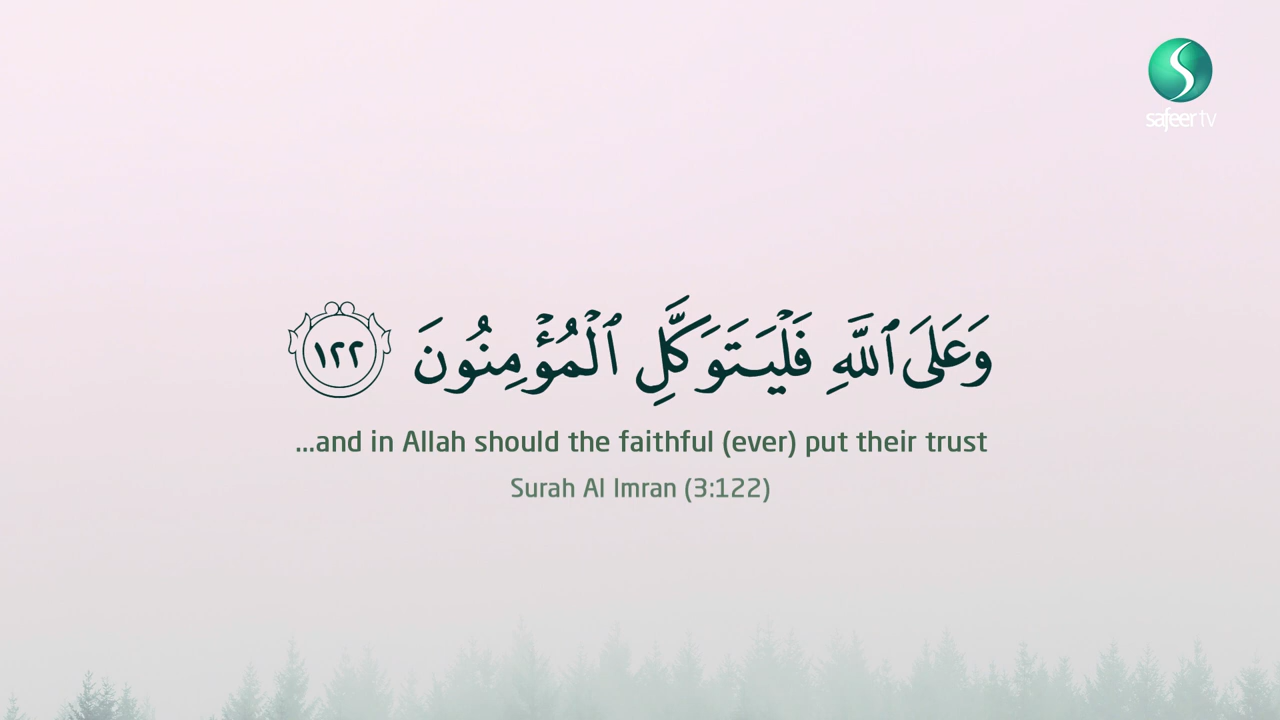 safeer tv
وَعَلَى ٱللَّهِ فَلْيَتَوَكَّلِ ٱلْمُؤْمِنُونَ ١٢٢
...and in Allah should the faithful (ever) put their trust
Surah Al Imran (3:122)